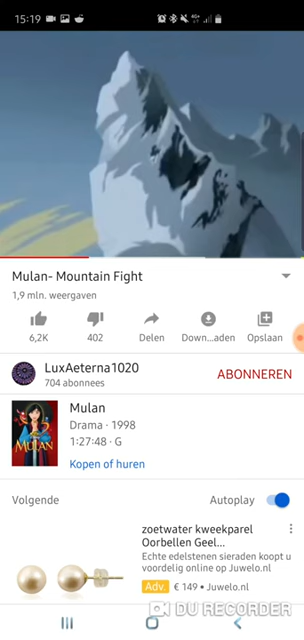 15:19
4G+
Mulan- Mountain Fight
1,9 mln. weergaven
6,2K 402 Delen Down...aden Opslaan
LuxAeterna1020
704 abonnees
ABONNEREN
Mulan
Drama · 1998
1:27:48 · G
Kopen of huren
MULAN
Volgende Autoplay
zoetwater kweekparel
Oorbellen Geel...
Echte edelstenen sieraden koopt u
voordelig online op Juwelo.nl
Adv. € 149 • Juwelo.nl
DU RECORDER